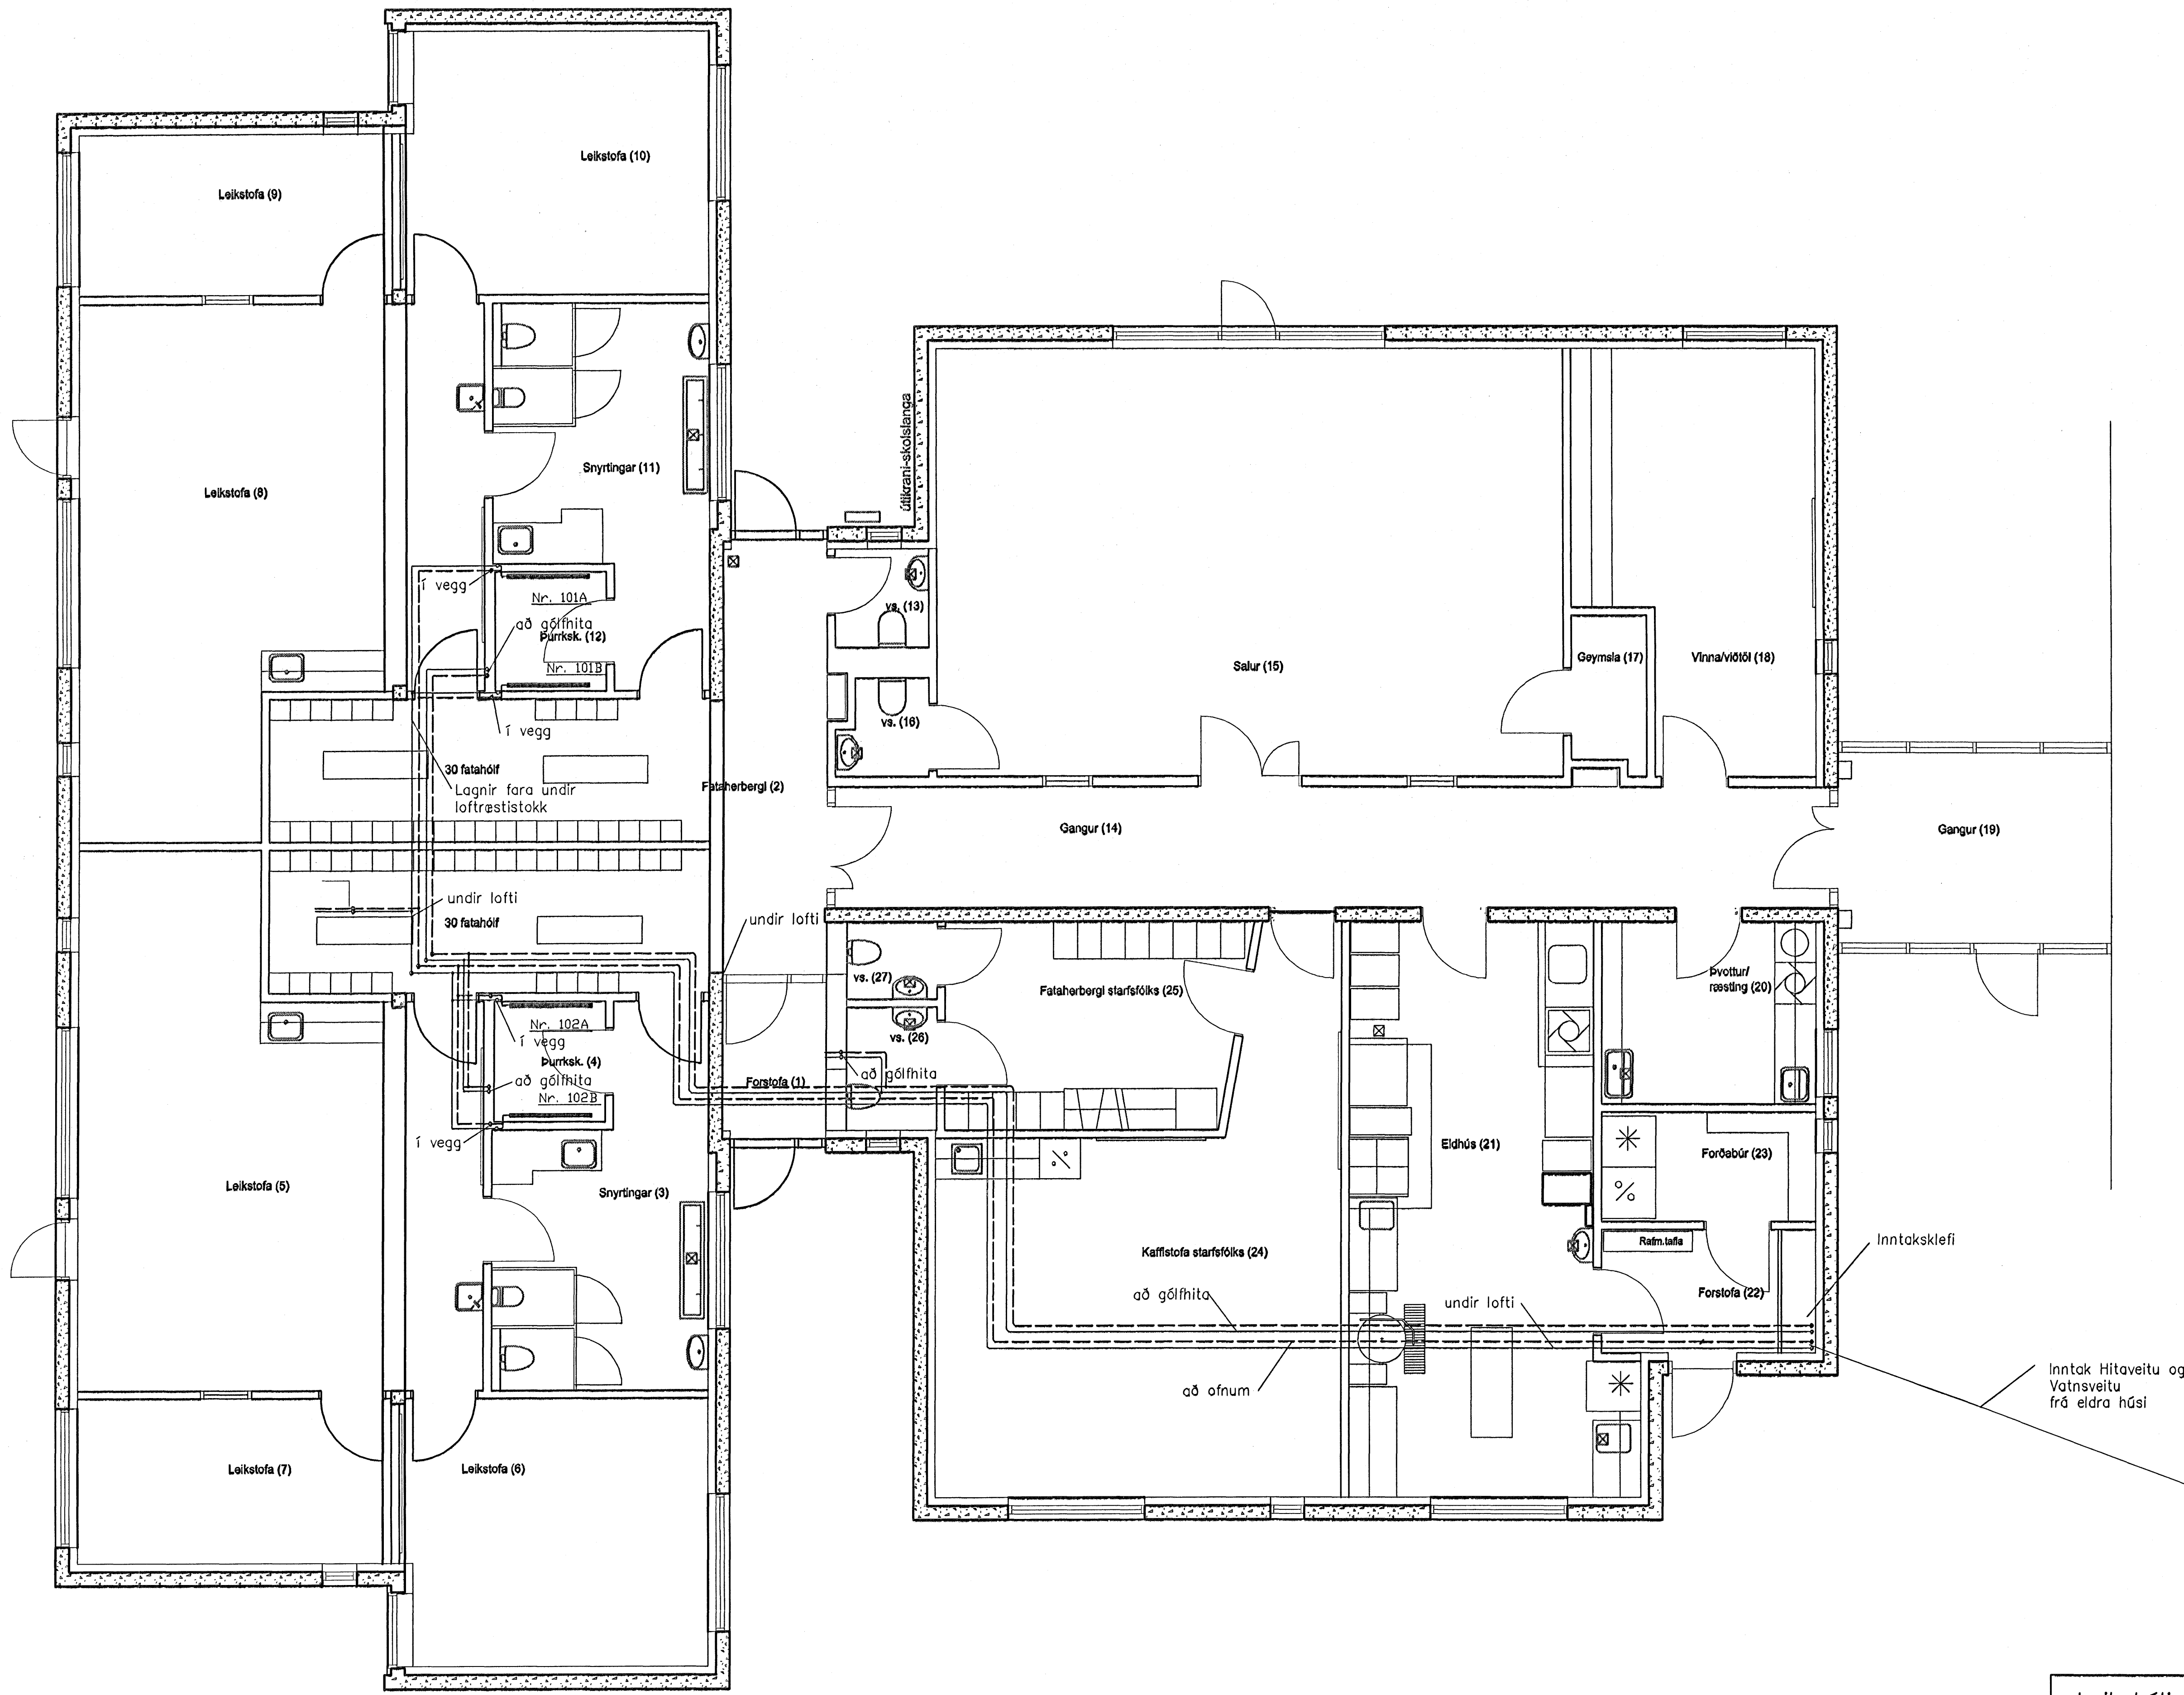 Leikstofa (10)
Leikstofa (9)
útikrani-skolslanga
Snyrtingar (11)
Leikstofa (8)
í vegg
Nr. 101A
vs. (13)
að gólfhita
Þurrksk. (12)
Nr. 101B
Salur (15)
Geymsla (17)
Vinna/viðtöl (18)
vs. (16)
í vegg
30 fatahólf
Lagnir fara undir
loftræstistokk
Fataherbergi (2)
Gangur (14)
Gangur (19)
undir lofti
30 fatahólf
undir lofti
vs. (27)
Fataherbergi starfsfólks (25)
Þvottur/
ræsting (20)
Nr. 102A
í vegg
vs. (26)
Þurrksk. (4)
að gólfhita
Nr. 102B
Forstofa (1)
að gólfhita
í vegg
Eldhús (21)
Forðabúr (23)
Leikstofa (5)
Snyrtingar (3)
Kaffistofa starfsfólks (24)
Rafm.tafla
Inntaksklefi
að gólfhita
undir lofti
Forstofa (22)
að ofnum
Inntak Hitaveitu og
Vatnsveitu
frá eldra húsi
Leikstofa (7)
Leikstofa (6)